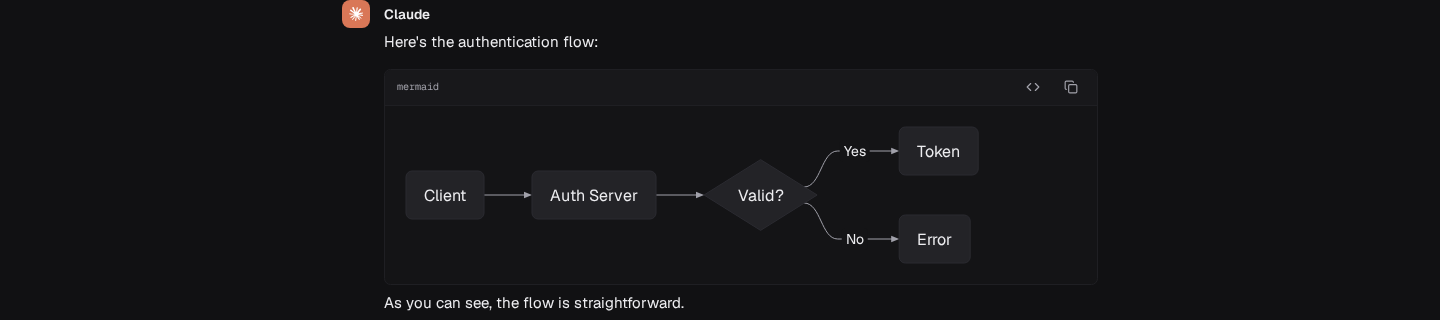 Claude
Here's the authentication flow:
mermaid
Client
Auth Server
Valid?
Yes
Token
No
Error
As you can see, the flow is straightforward.